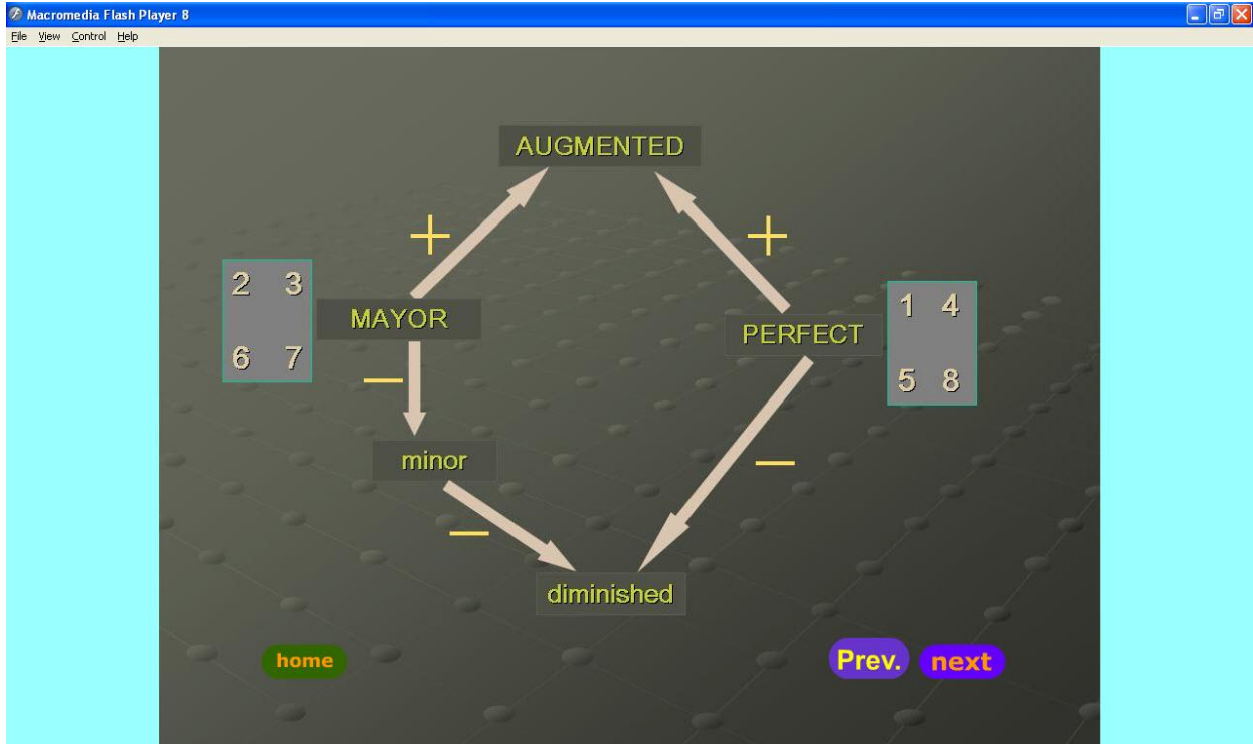 Macromedia Flash Player 8
File View Control Help
AUGMENTED
+ +
2 3
6 7
MAYOR
PERFECT
1 4
5 8
−
minor
−
−
diminished
home
Prev. next